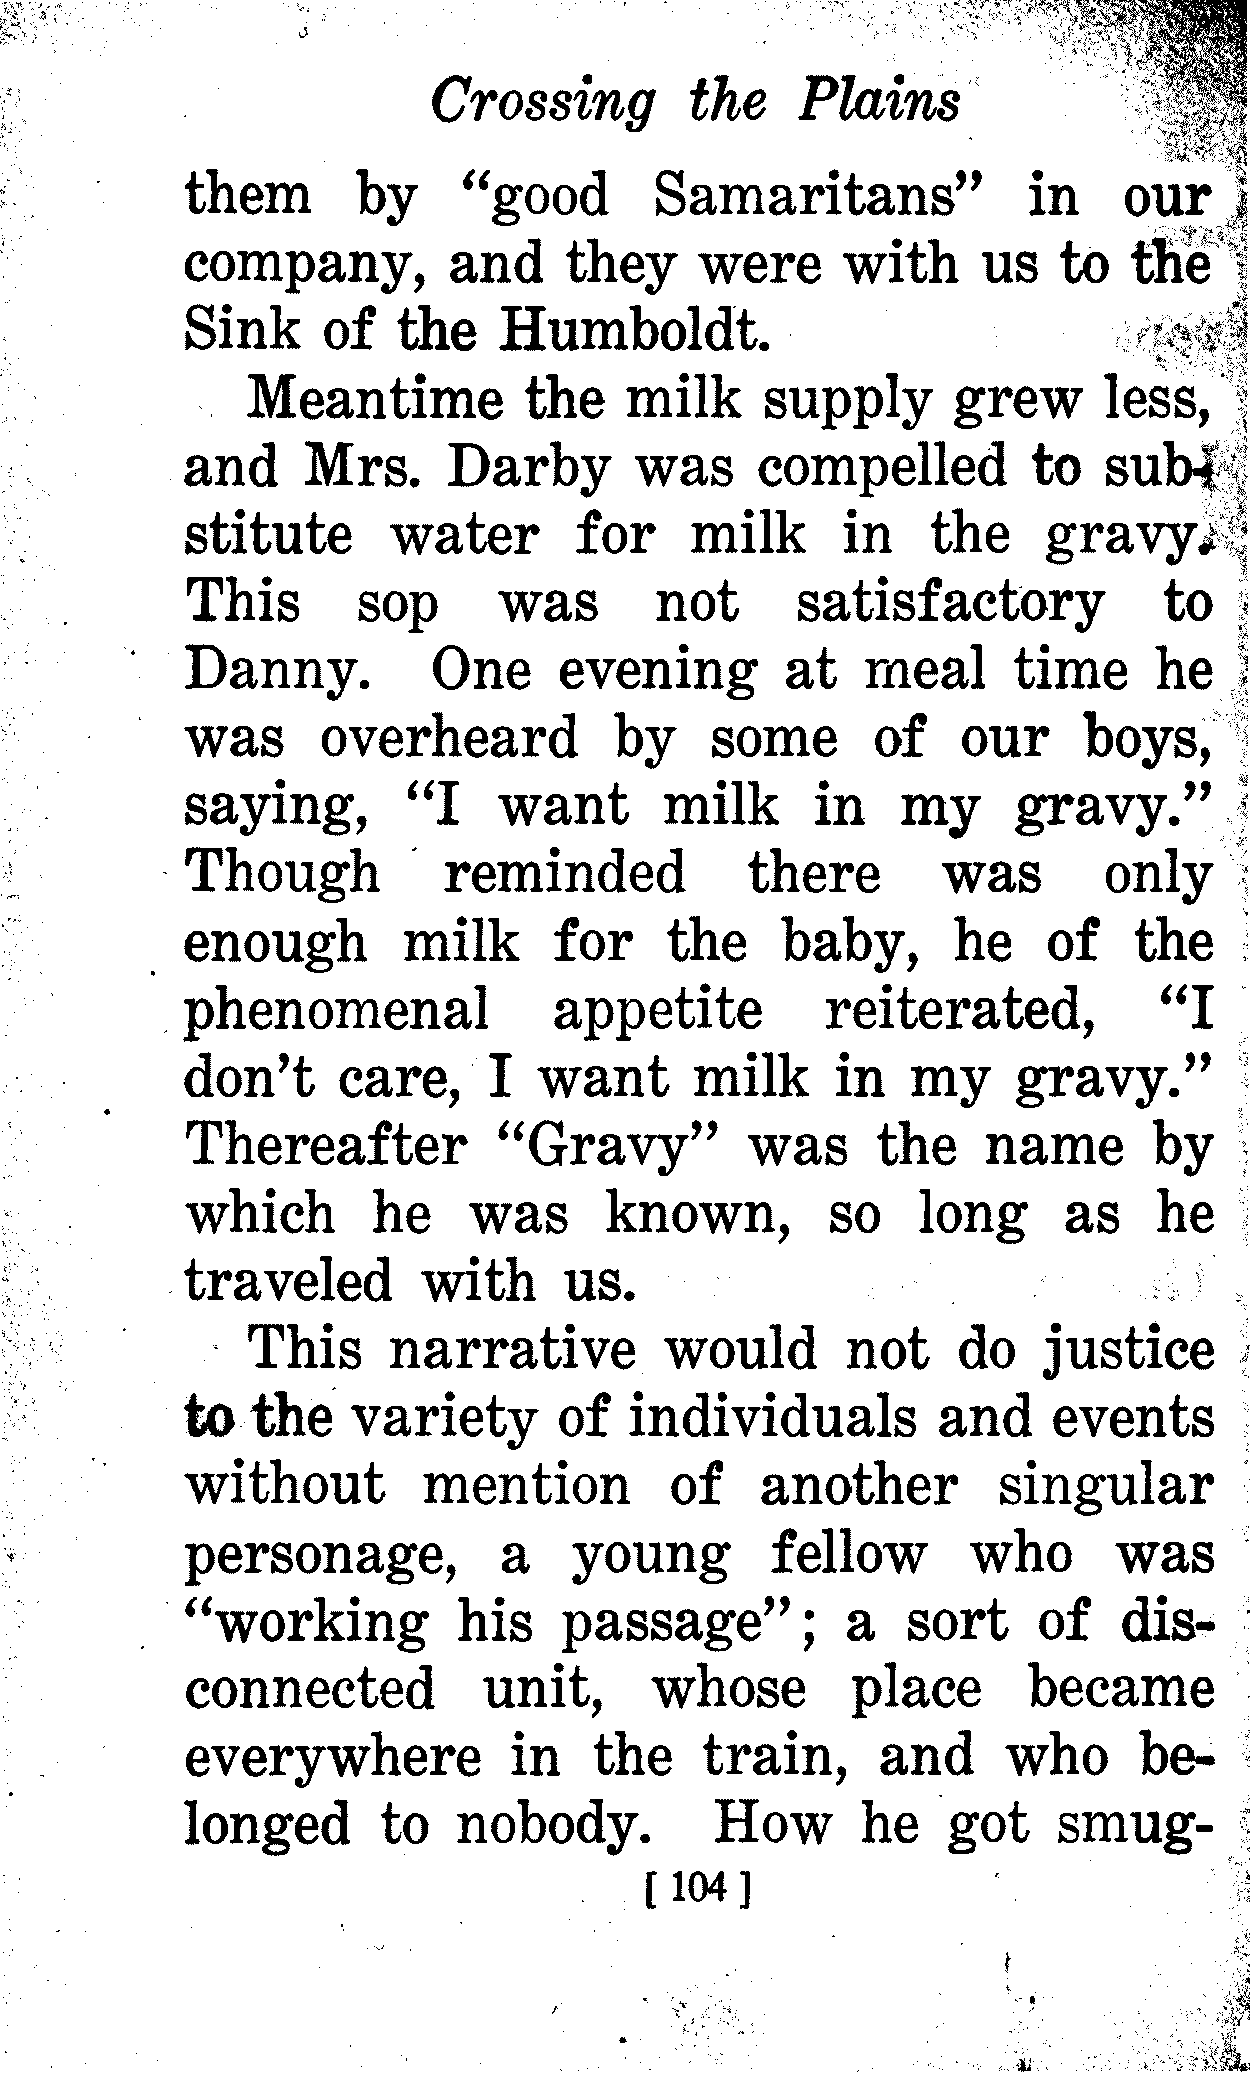 Crossing the Plains
them by “good Samaritans” in our
company, and they were with us to the
Sink of the Humboldt.
Meantime the milk supply grew less,
and Mrs. Darby was compelled to sub-
stitute water for milk in the gravy.
This sop was not satisfactory to
Danny. One evening at meal time he
was overheard by some of our boys,
saying, “I want milk in my gravy.”
Though reminded there was only
enough milk for the baby, he of the
phenomenal appetite reiterated, “I
don’t care, I want milk in my gravy.”
Thereafter “Gravy” was the name by
which he was known, so long as he
traveled with us.
This narrative would not do justice
to the variety of individuals and events
without mention of another singular
personage, a young fellow who was
“working his passage”; a sort of dis-
connected unit, whose place became
everywhere in the train, and who be-
longed to nobody. How he got smug-
[ 104 ]